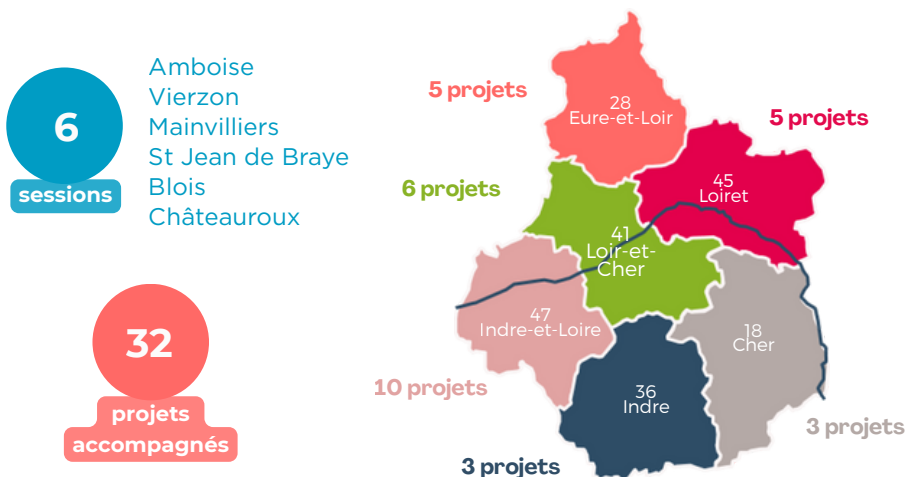 6
sessions
Amboise
Vierzon
Mainvilliers
St Jean de Braye
Blois
Châteauroux
32
projets
accompagnés
5 projets
28
Eure-et-Loir
5 projets
45
Loiret
6 projets
41
Loir-et-
Cher
47
Indre-et-Loire
10 projets
18
Cher
3 projets
36
Indre
3 projets